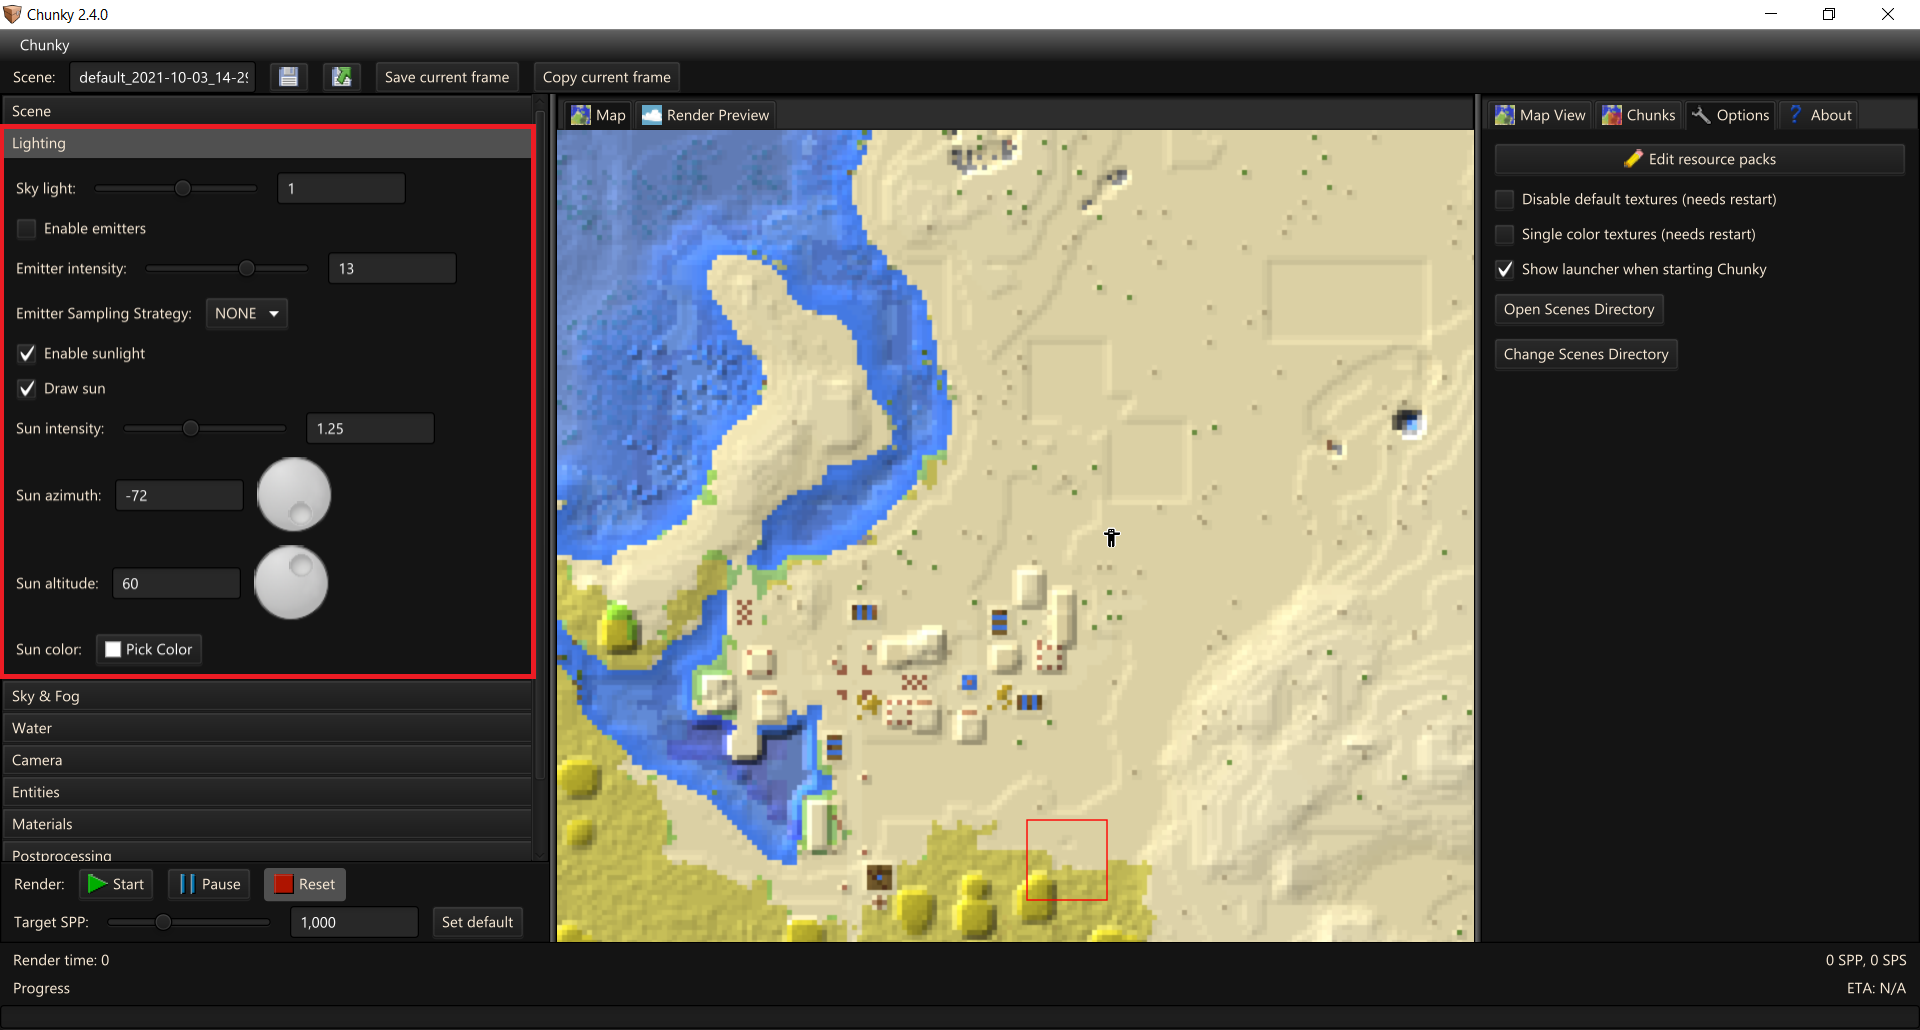 Chunky 2.4.0
Chunky
Scene: default_2021-10-03_14-29 Save current frame Copy current frame
Scene
Lighting
Sky light: 1
Enable emitters
Emitter intensity: 13
Emitter Sampling Strategy: NONE
Enable sunlight
Draw sun
Sun intensity: 1.25
Sun azimuth: -72
Sun altitude: 60
Sun color: Pick Color
Sky & Fog
Water
Camera
Entities
Materials
Postprocessing
Render: Start Pause Reset
Target SPP: 1,000 Set default
Map Render Preview
Map View Chunks Options ? About
Edit resource packs
Disable default textures (needs restart)
Single color textures (needs restart)
Show launcher when starting Chunky
Open Scenes Directory
Change Scenes Directory
Render time: 0
0 SPP, 0 SPS
Progress
ETA: N/A